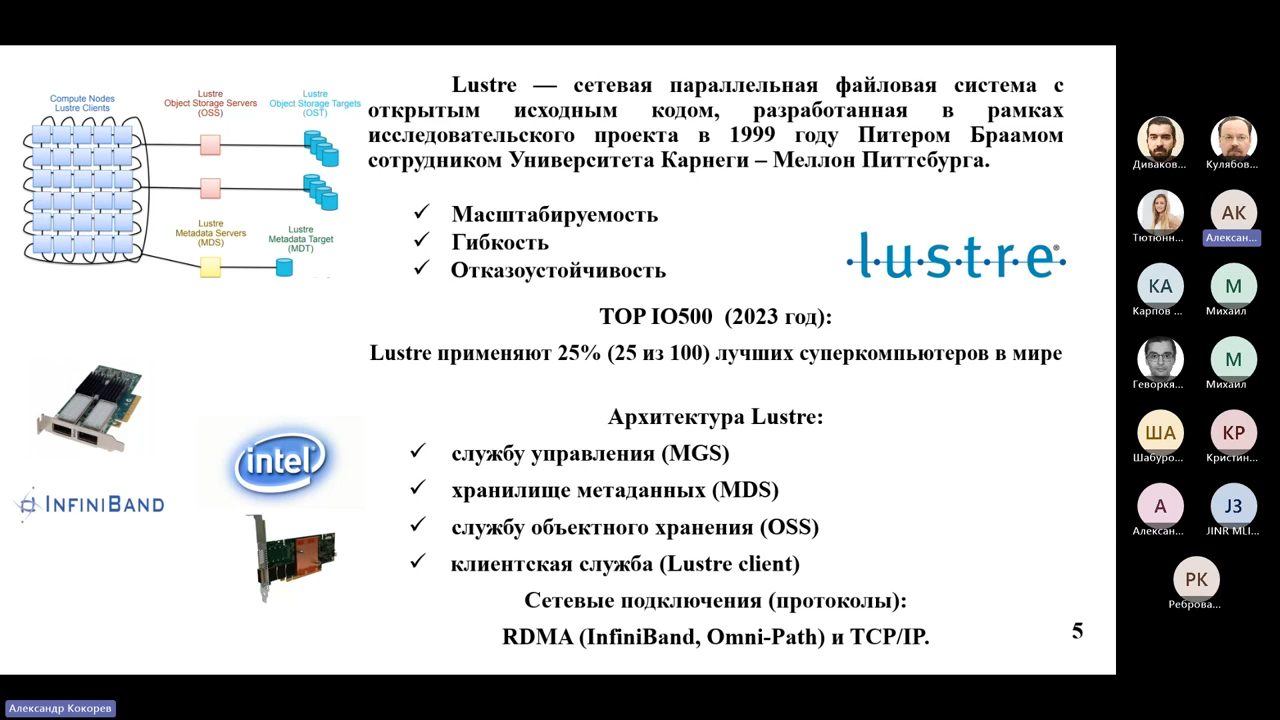 Compute Nodes
Lustre Clients
Lustre
Object Storage Servers
(OSS)
Lustre
Object Storage Targets
(OST)
Lustre
Metadata Servers
(MDS)
Lustre
Metadata Target
(MDT)
Lustre — сетевая параллельная файловая система с
открытым исходным кодом, разработанная в рамках
исследовательского проекта в 1999 году Питером Браамом
сотрудником Университета Карнеги – Меллон Питтсбурга.
✓ Масштабируемость
✓ Гибкость
✓ Отказоустойчивость
lustre®
TOP IO500 (2023 год):
Lustre применяют 25% (25 из 100) лучших суперкомпьютеров в мире
Архитектура Lustre:
✓ службу управления (MGS)
✓ хранилище метаданных (MDS)
✓ службу объектного хранения (OSS)
✓ клиентская служба (Lustre client)
Сетевые подключения (протоколы):
RDMA (InfiniBand, Omni-Path) и TCP/IP.
intel
INFINIBAND
5
Диваков...
Кулябов...
Тютюнн...
АК
Алексан...
КА
Карпов ...
М
Михаил
Геворкя...
М
Михаил
ША
Шабуро...
КР
Кристин...
А
Алексан...
JЗ
JINR MLI...
РК
Реброва...
Александр Кокорев